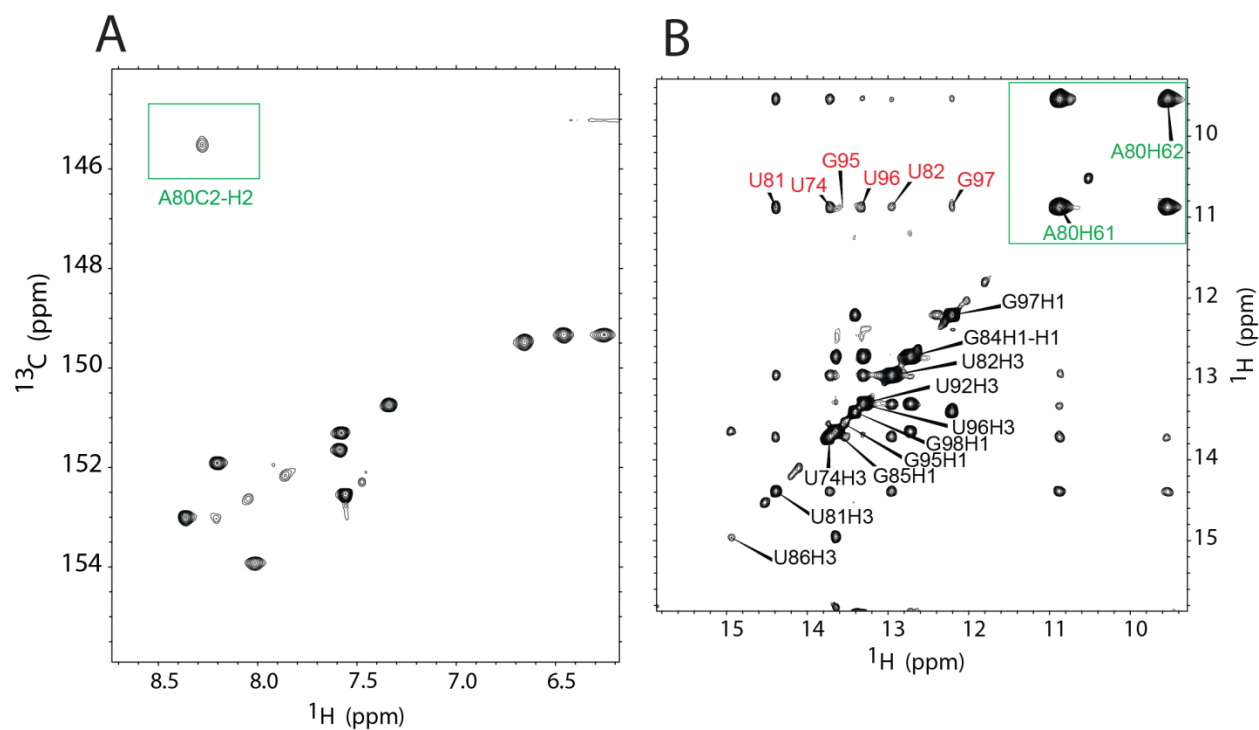 A
B
A80C2-H2
146
148
150
152
154
13C (ppm)
8.5 8.0 7.5 7.0 6.5
1H (ppm)
U81
U74
G95
U96
U82
G97
A80H62
A80H61
G97H1
G84H1-H1
U82H3
U92H3
U96H3
G98H1
G95H1
G85H1
U74H3
U81H3
U86H3
10
11
12
13
14
15
1H (ppm)
15 14 13 12 11 10
1H (ppm)